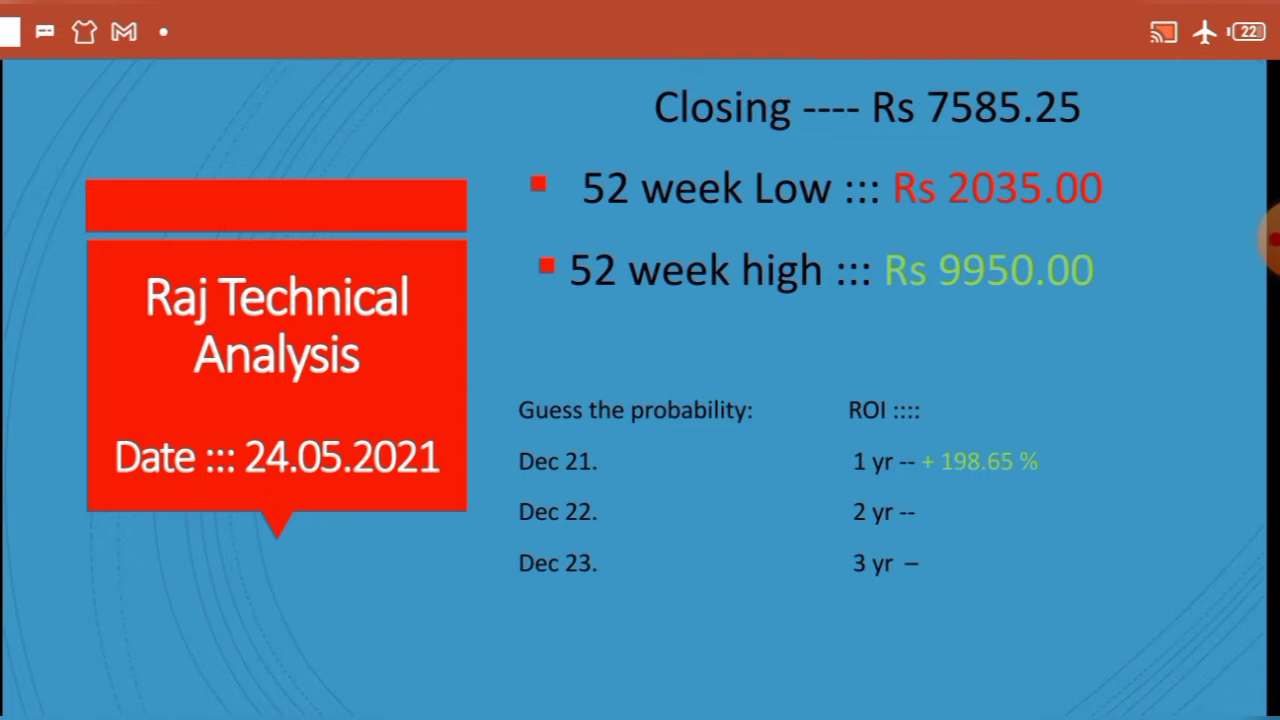 22
Closing ---- Rs 7585.25
52 week Low ::: Rs 2035.00
52 week high ::: Rs 9950.00
Raj Technical
Analysis
Date ::: 24.05.2021
Guess the probability: ROI ::::
Dec 21. 1 yr -- + 198.65 %
Dec 22. 2 yr --
Dec 23. 3 yr –